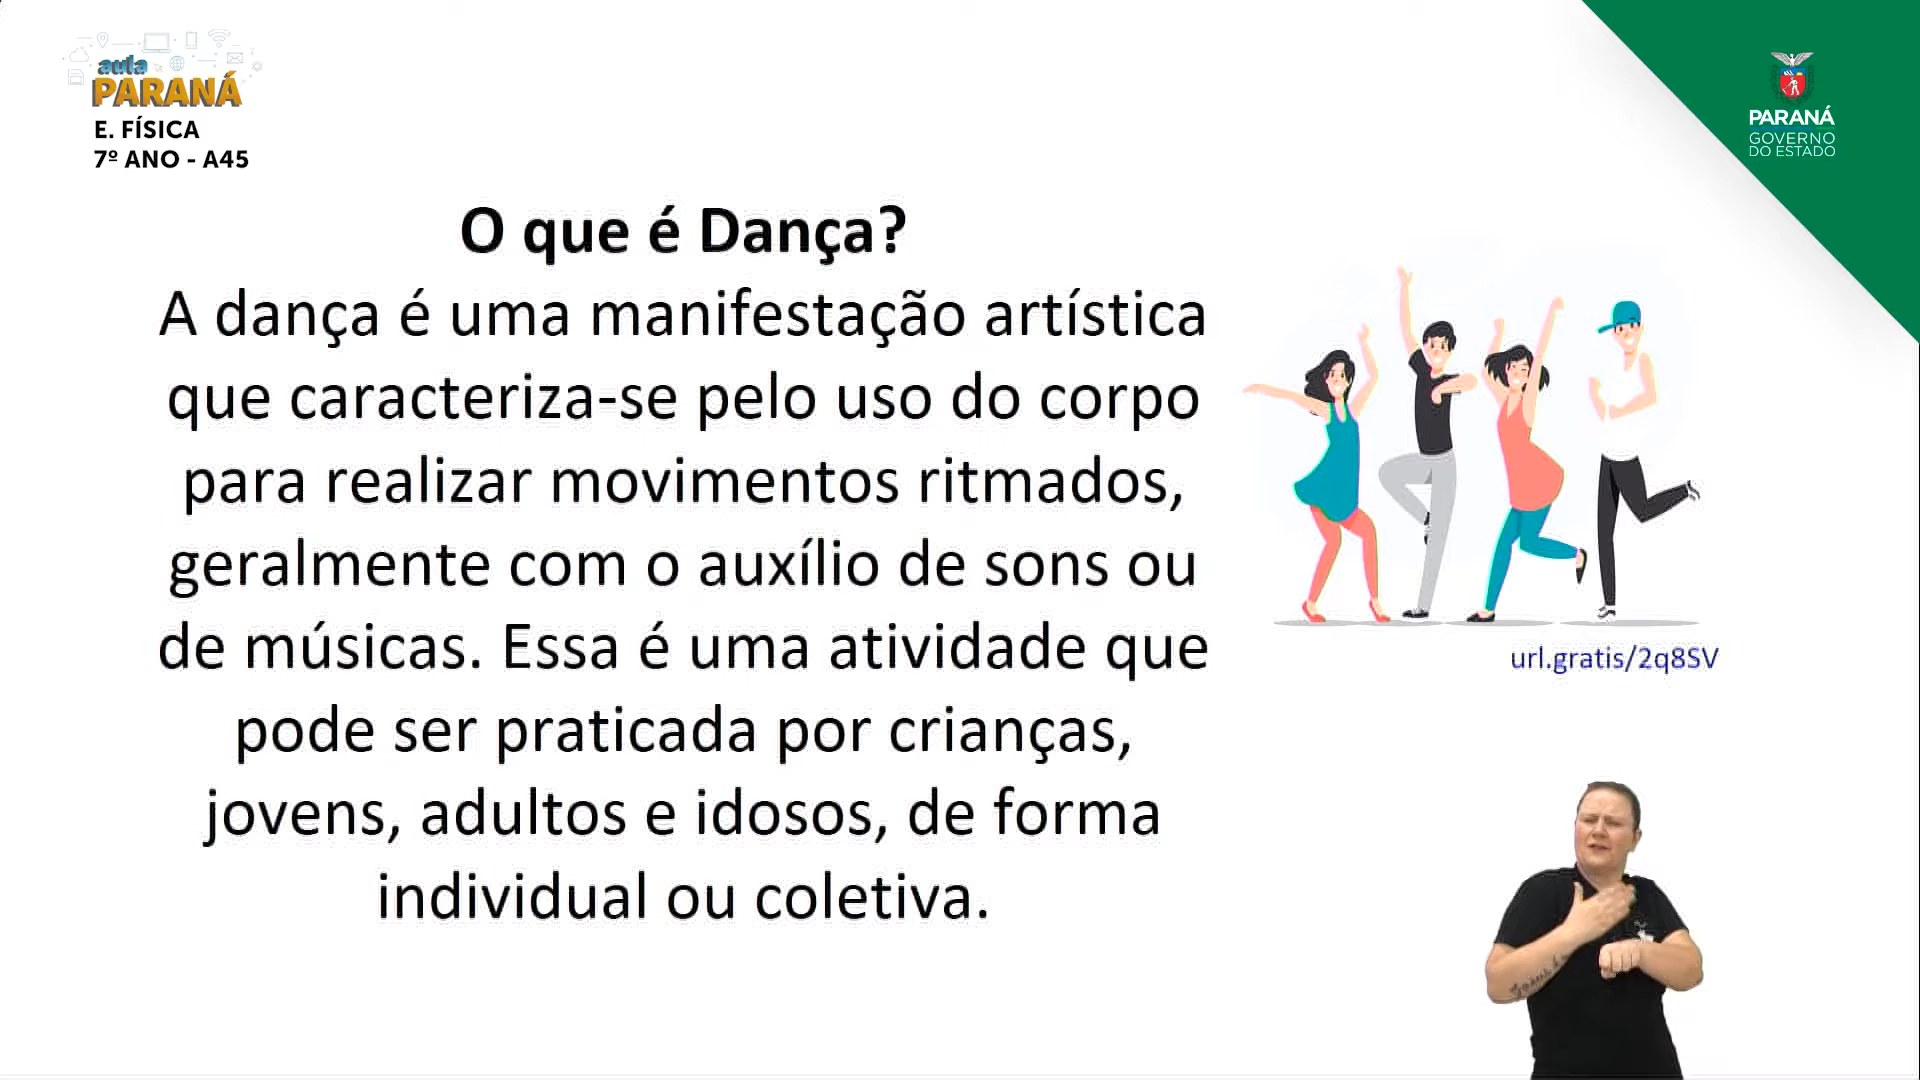 aula
PARANÁ
E. FÍSICA
7º ANO - A45
PARANÁ
GOVERNO
DO ESTADO
O que é Dança?
A dança é uma manifestação artística
que caracteriza-se pelo uso do corpo
para realizar movimentos ritmados,
geralmente com o auxílio de sons ou
de músicas. Essa é uma atividade que
pode ser praticada por crianças,
jovens, adultos e idosos, de forma
individual ou coletiva.
url.gratis/2q8SV